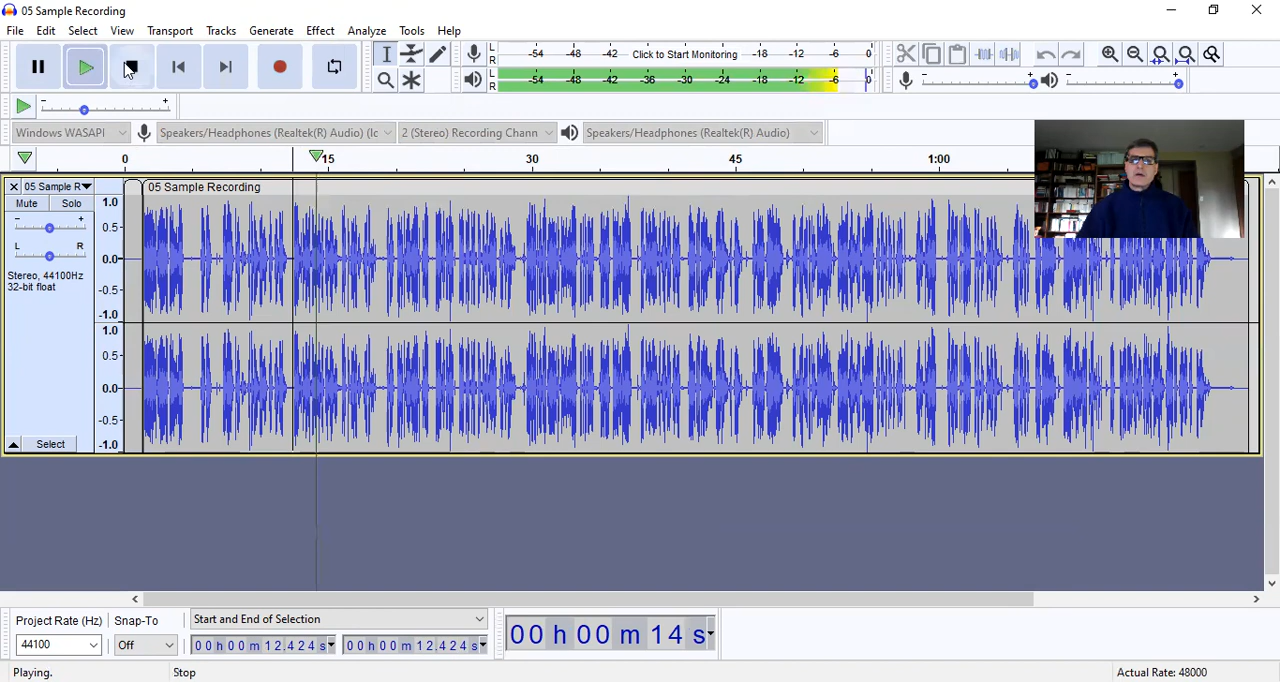 05 Sample Recording
File Edit Select View Transport Tracks Generate Effect Analyze Tools Help
L R -54 -48 -42 Click to Start Monitoring -18 -12 -6 0
L R -54 -48 -42 -36 -30 -24 -18 -12 -6 0
- +
- +
- +
Windows WASAPI Speakers/Headphones (Realtek(R) Audio) (lc 2 (Stereo) Recording Chann Speakers/Headphones (Realtek(R) Audio)
0 15 30 45 1:00
05 Sample R 05 Sample Recording
Mute Solo
- +
L R
Stereo, 44100Hz
32-bit float
1.0
0.5
0.0
-0.5
-1.0
1.0
0.5
0.0
-0.5
-1.0
Select
Project Rate (Hz) Snap-To Start and End of Selection
44100 Off 00 h 00 m 12.424 s 00 h 00 m 12.424 s 00 h 00 m 14 s
Playing. Stop Actual Rate: 48000